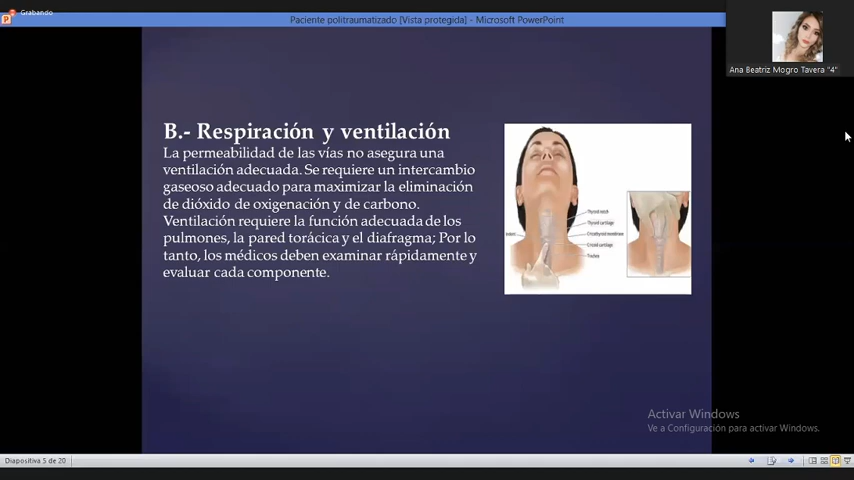 Grabando
Paciente politraumatizado [Vista protegida] - Microsoft PowerPoint
Ana Beatriz Mogro Tavera "4"
B.- Respiración y ventilación
La permeabilidad de las vías no asegura una
ventilación adecuada. Se requiere un intercambio
gaseoso adecuado para maximizar la eliminación
de dióxido de oxigenación y de carbono.
Ventilación requiere la función adecuada de los
pulmones, la pared torácica y el diafragma; Por lo
tanto, los médicos deben examinar rápidamente y
evaluar cada componente.
Thyroid notch
Thyroid cartilage
Cricothyroid membrane
Cricoid cartilage
Trachea
Activar Windows
Ve a Configuración para activar Windows.
Diapositiva 5 de 20